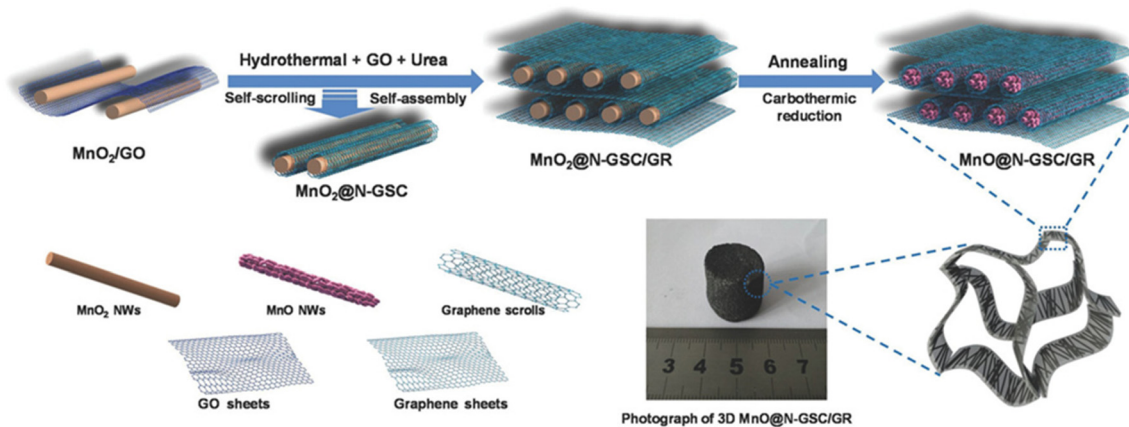 Hydrothermal + GO + Urea
Self-scrolling
Self-assembly
Annealing
Carbothermic
reduction
MnO₂/GO
MnO₂@N-GSC
MnO₂@N-GSC/GR
MnO@N-GSC/GR
MnO₂ NWs
MnO NWs
Graphene scrolls
GO sheets
Graphene sheets
3 4 5 6 7
Photograph of 3D MnO@N-GSC/GR